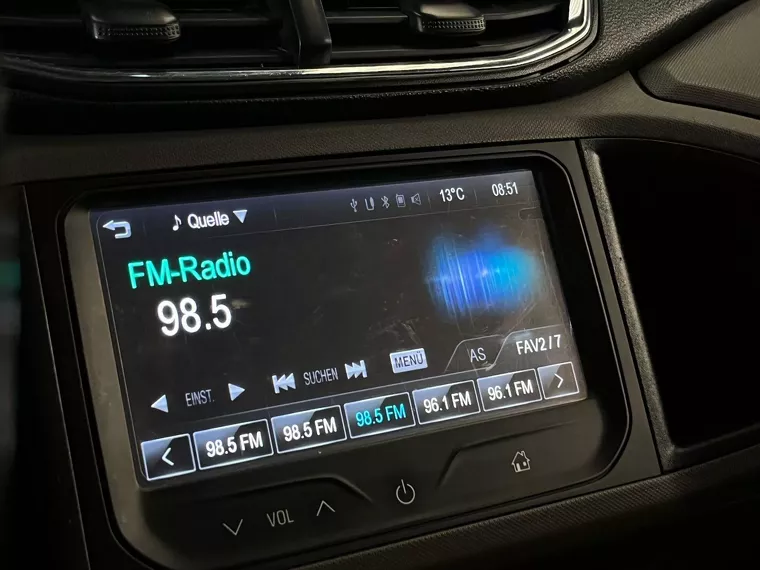 Quelle 13°C 08:51
FM-Radio
98.5
AS FAV2/7
EINST. SUCHEN MENÜ
98.5 FM 98.5 FM 98.5 FM 96.1 FM 96.1 FM
VOL